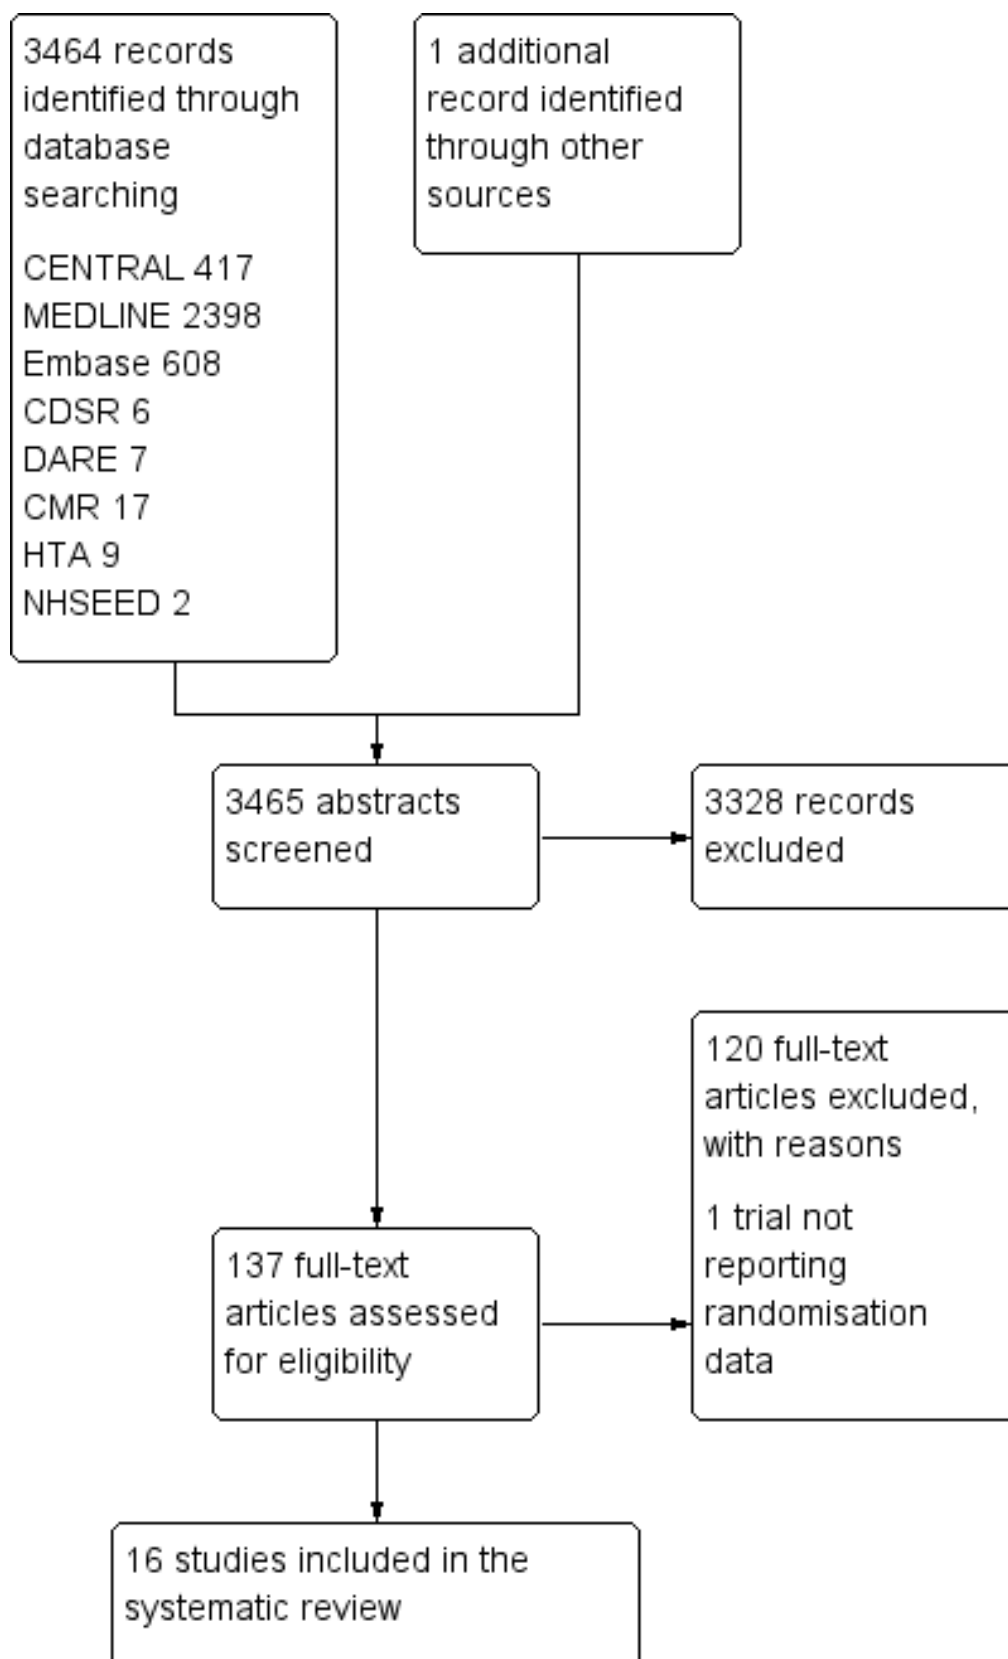 3464 records
identified through
database
searching
CENTRAL 417
MEDLINE 2398
Embase 608
CDSR 6
DARE 7
CMR 17
HTA 9
NHSEED 2
1 additional
record identified
through other
sources
3465 abstracts
screened
3328 records
excluded
137 full-text
articles assessed
for eligibility
120 full-text
articles excluded,
with reasons
1 trial not
reporting
randomisation
data
16 studies included in the
systematic review